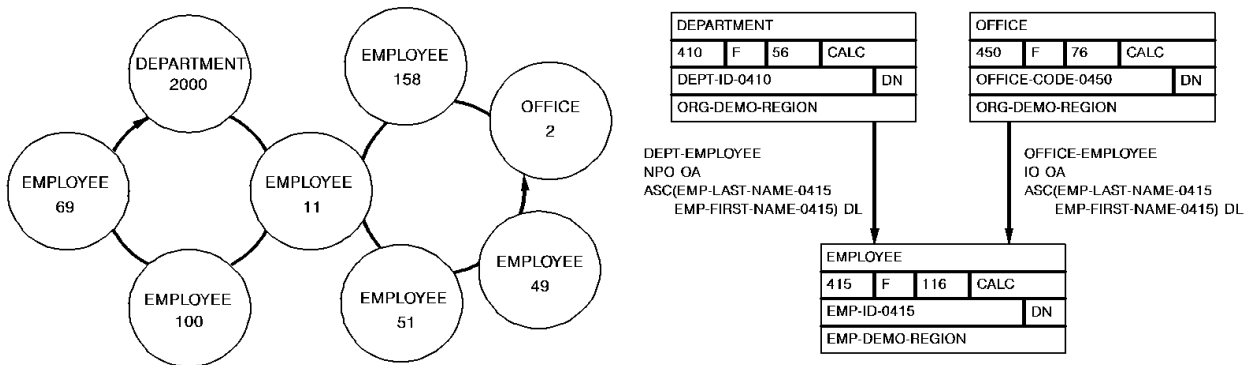 DEPARTMENT
2000
EMPLOYEE
158
OFFICE
2
EMPLOYEE
69
EMPLOYEE
11
EMPLOYEE
49
EMPLOYEE
100
EMPLOYEE
51
DEPARTMENT
410 F 56 CALC
DEPT-ID-0410 DN
ORG-DEMO-REGION
OFFICE
450 F 76 CALC
OFFICE-CODE-0450 DN
ORG-DEMO-REGION
DEPT-EMPLOYEE
NPO OA
ASC(EMP-LAST-NAME-0415
EMP-FIRST-NAME-0415) DL
OFFICE-EMPLOYEE
IO OA
ASC(EMP-LAST-NAME-0415
EMP-FIRST-NAME-0415) DL
EMPLOYEE
415 F 116 CALC
EMP-ID-0415 DN
EMP-DEMO-REGION